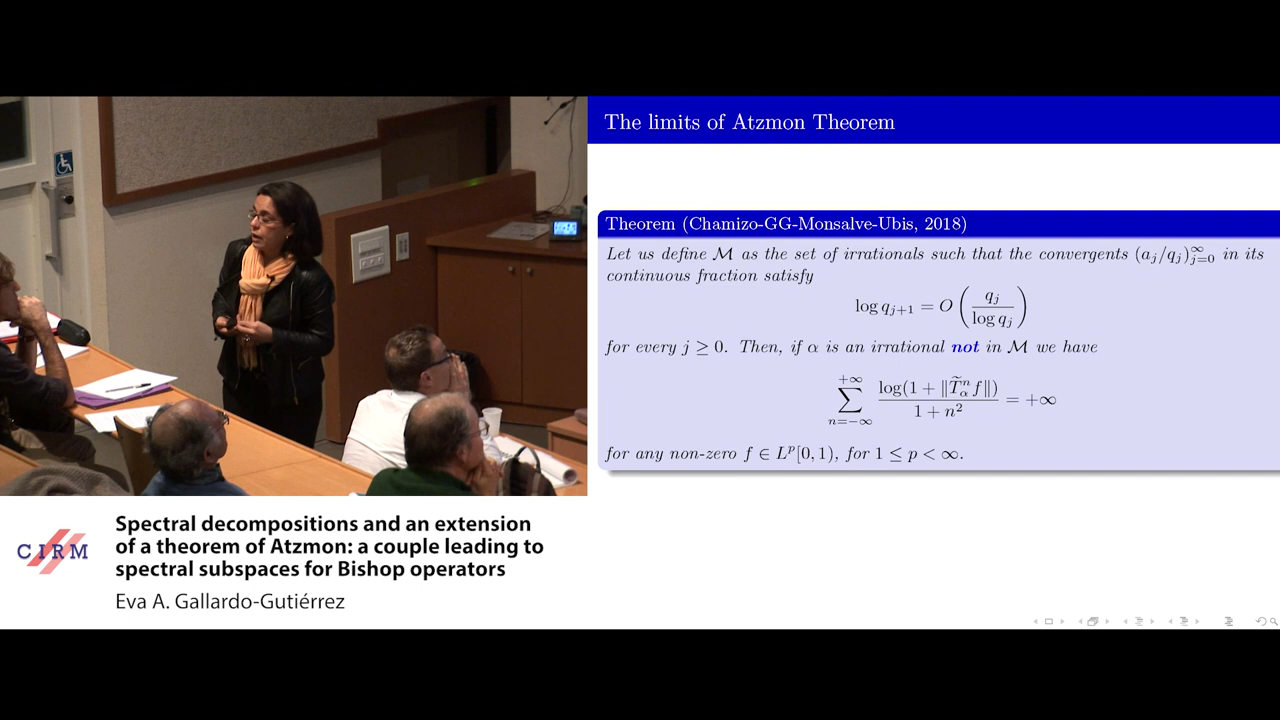 The limits of Atzmon Theorem
Theorem (Chamizo-GG-Monsalve-Ubis, 2018)
Let us define ℳ as the set of irrationals such that the convergents (a_j/q_j)_{j=0}^∞ in its
continuous fraction satisfy
log q_{j+1} = O ( q_j / log q_j )
for every j ≥ 0. Then, if α is an irrational not in ℳ we have
∑_{n=−∞}^{+∞} log(1 + ‖T̃_α^n f‖) / (1 + n²) = +∞
for any non-zero f ∈ L^p[0, 1), for 1 ≤ p < ∞.
CIRM
Spectral decompositions and an extension
of a theorem of Atzmon: a couple leading to
spectral subspaces for Bishop operators
Eva A. Gallardo-Gutiérrez